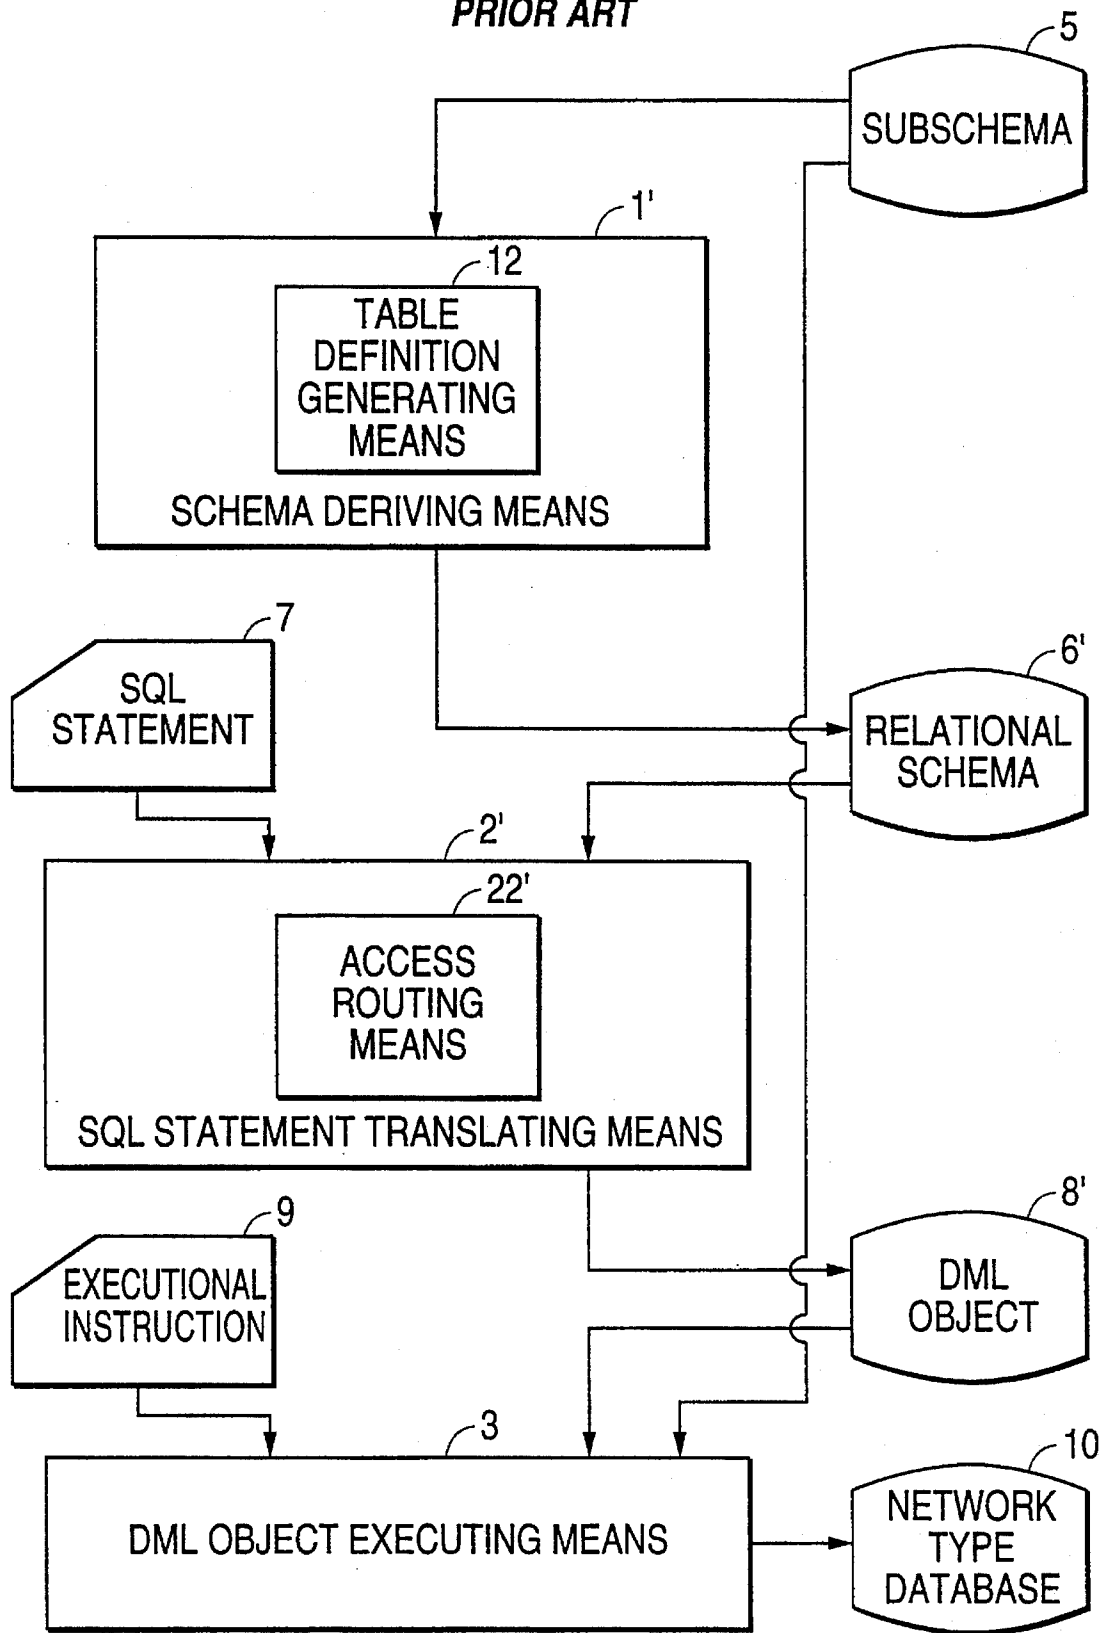 PRIOR ART
5
SUBSCHEMA
1'
12
TABLE
DEFINITION
GENERATING
MEANS
SCHEMA DERIVING MEANS
7
SQL
STATEMENT
6'
RELATIONAL
SCHEMA
2'
22'
ACCESS
ROUTING
MEANS
SQL STATEMENT TRANSLATING MEANS
9
EXECUTIONAL
INSTRUCTION
8'
DML
OBJECT
3
DML OBJECT EXECUTING MEANS
10
NETWORK
TYPE
DATABASE